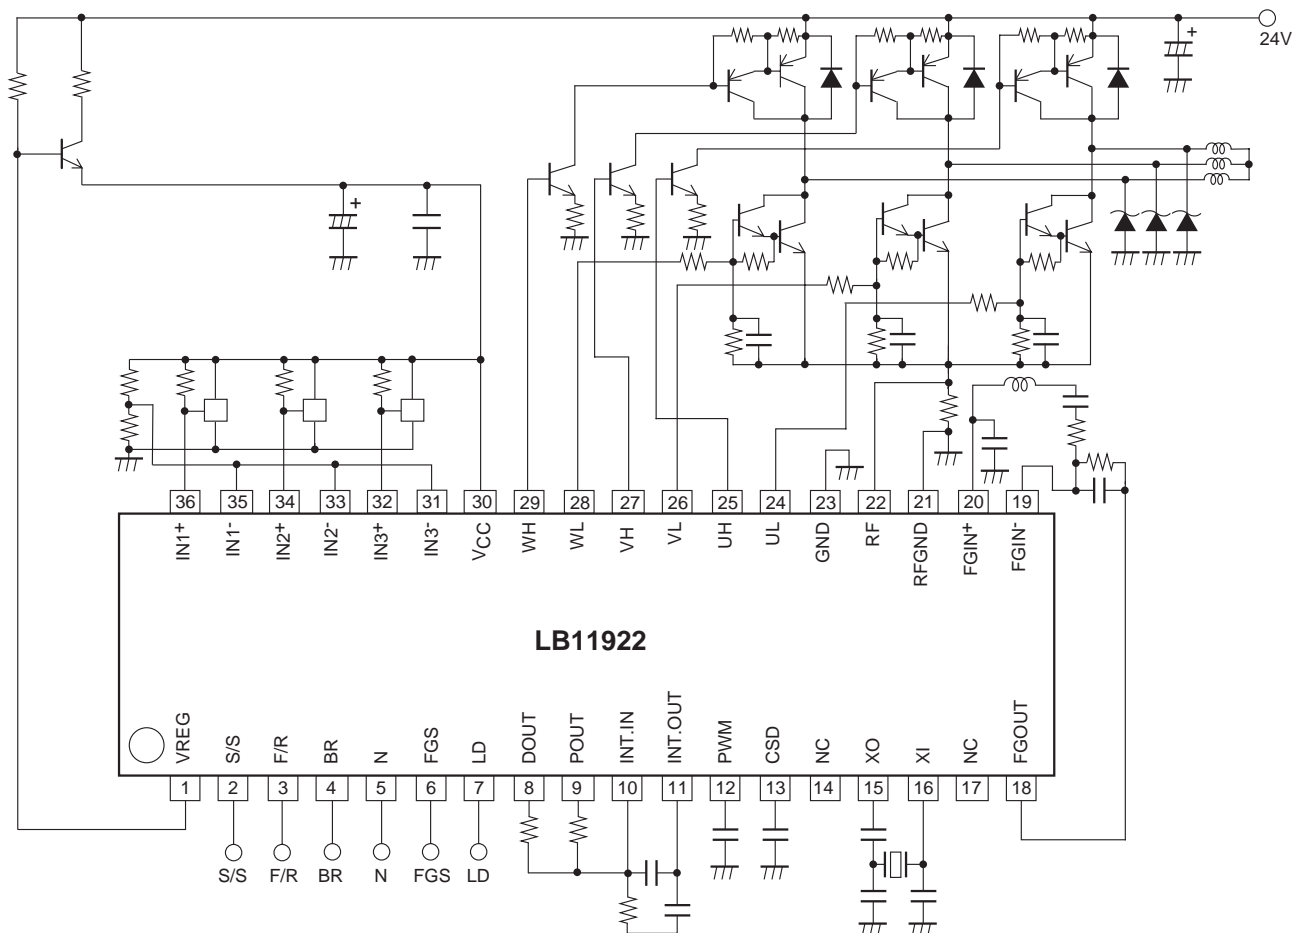 +
24V
+
36 35 34 33 32 31 30 29 28 27 26 25 24 23 22 21 20 19
IN1+ IN1- IN2+ IN2- IN3+ IN3- VCC WH WL VH VL UH UL GND RF RFGND FGIN+ FGIN-
LB11922
VREG S/S F/R BR N FGS LD DOUT POUT INT.IN INT.OUT PWM CSD NC XO XI NC FGOUT
1 2 3 4 5 6 7 8 9 10 11 12 13 14 15 16 17 18
S/S F/R BR N FGS LD